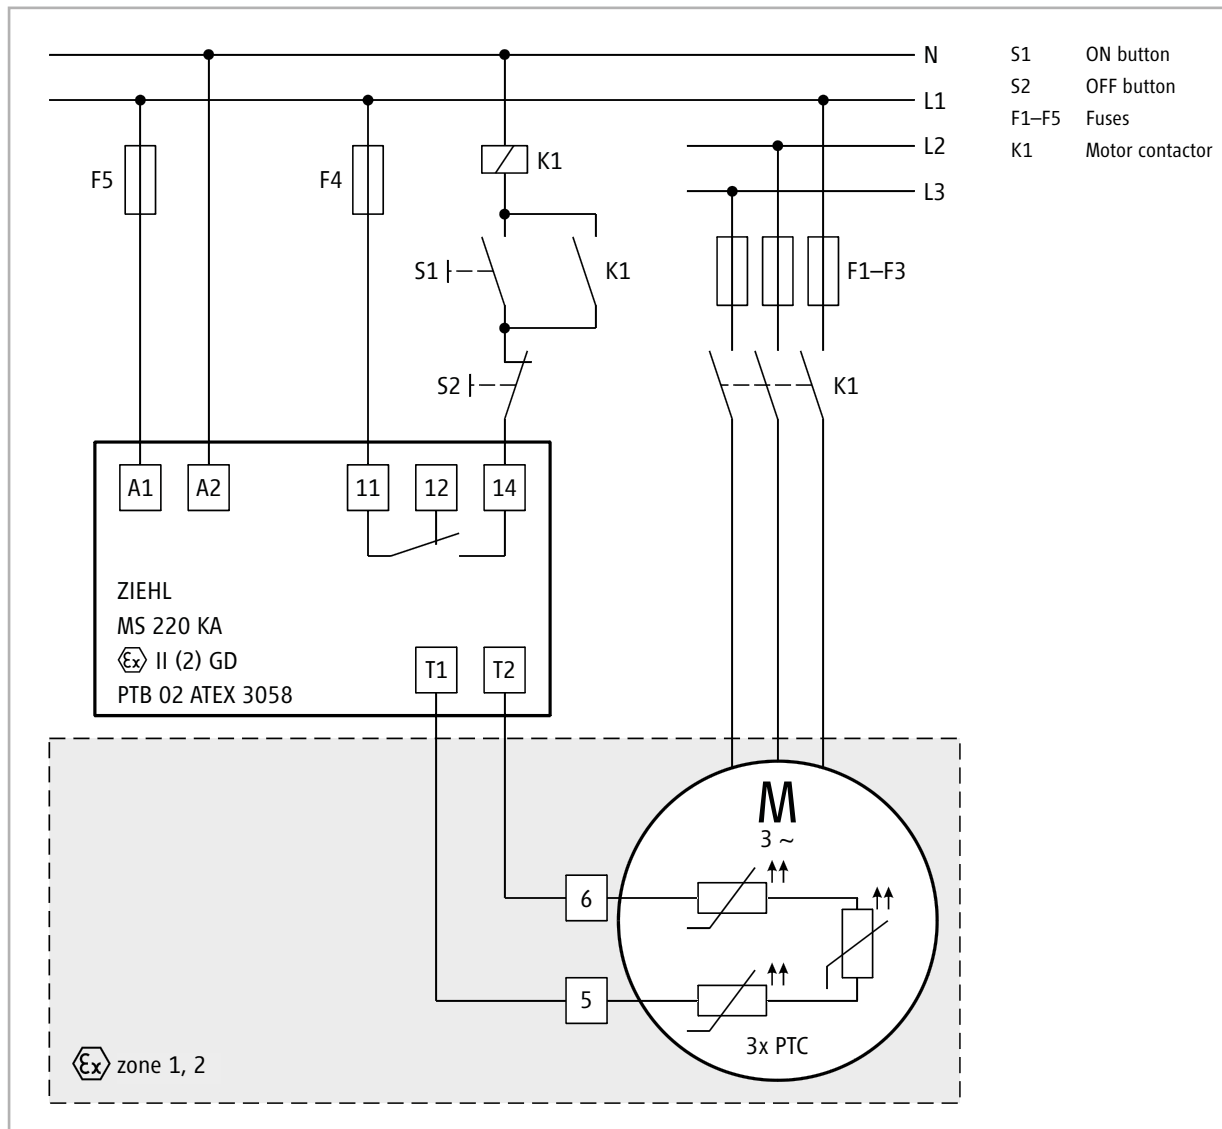 N
S1 ON button
L1
S2 OFF button
F1–F5 Fuses
L2
K1 Motor contactor
F5
F4
K1
L3
S1
K1
F1–F3
S2
K1
A1
A2
11
12
14
ZIEHL
MS 220 KA
Ex II (2) GD
PTB 02 ATEX 3058
T1
T2
M
3 ~
6
5
3x PTC
Ex zone 1, 2